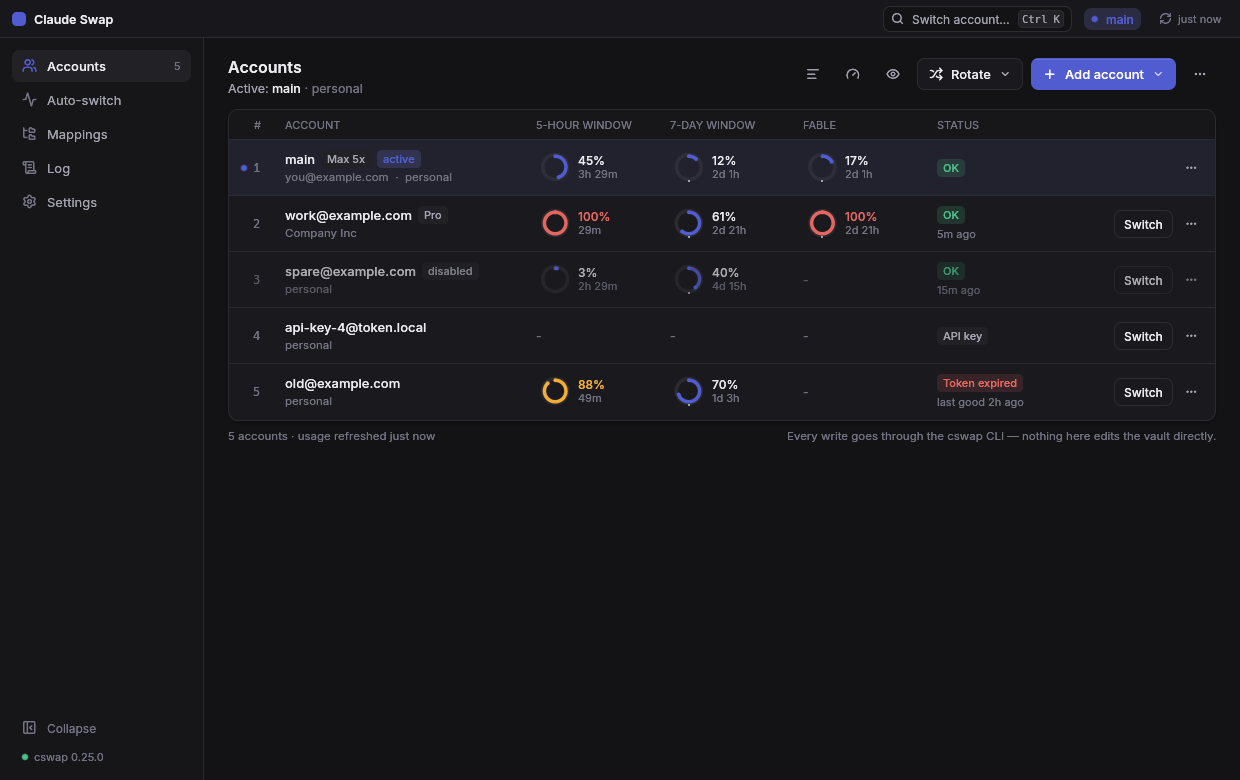 Claude Swap
Switch account... Ctrl K
main
just now
Accounts 5
Auto-switch
Mappings
Log
Settings
Collapse
cswap 0.25.0
Accounts
Active: main · personal
Rotate
Add account
# ACCOUNT 5-HOUR WINDOW 7-DAY WINDOW FABLE STATUS
1 main Max 5x active 45% 12% 17% OK
you@example.com · personal 3h 29m 2d 1h 2d 1h
2 work@example.com Pro 100% 61% 100% OK Switch
Company Inc 29m 2d 21h 2d 21h 5m ago
3 spare@example.com disabled 3% 40% - OK Switch
personal 2h 29m 4d 15h 15m ago
4 api-key-4@token.local - - - API key Switch
personal
5 old@example.com 88% 70% - Token expired Switch
personal 49m 1d 3h last good 2h ago
5 accounts · usage refreshed just now
Every write goes through the cswap CLI — nothing here edits the vault directly.